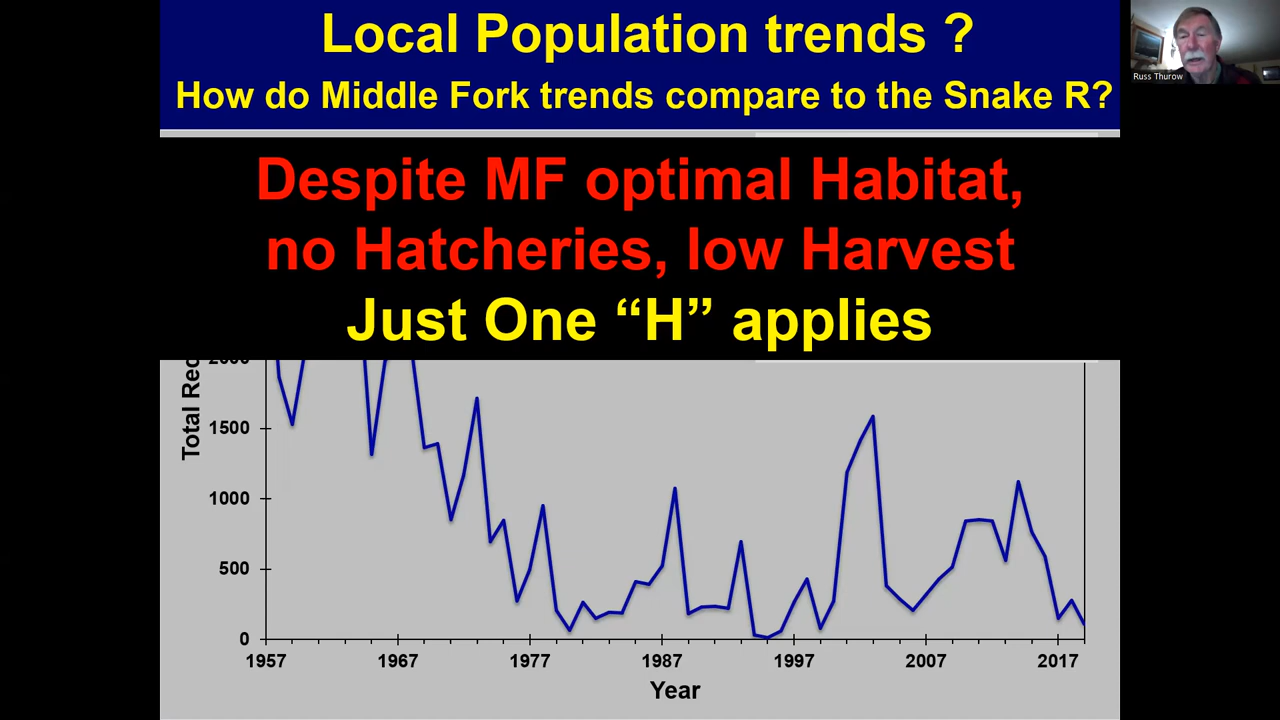 Local Population trends ?
How do Middle Fork trends compare to the Snake R?
Russ Thurow
Despite MF optimal Habitat,
no Hatcheries, low Harvest
Just One “H” applies
2000
1500
1000
500
0
Total
1957 1967 1977 1987 1997 2007 2017
Year